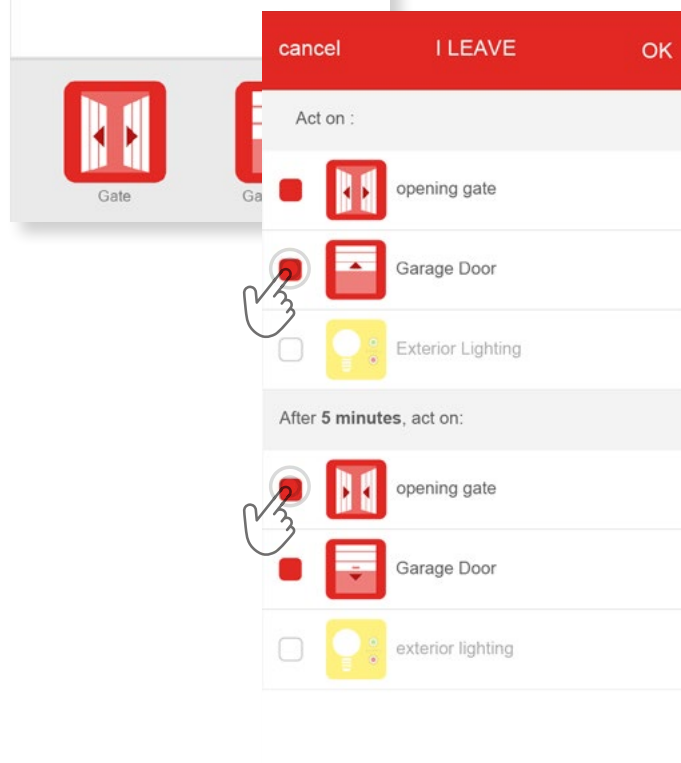 cancel I LEAVE OK
Act on :
opening gate
Garage Door
Exterior Lighting
After 5 minutes, act on:
opening gate
Garage Door
exterior lighting
Gate
Ga